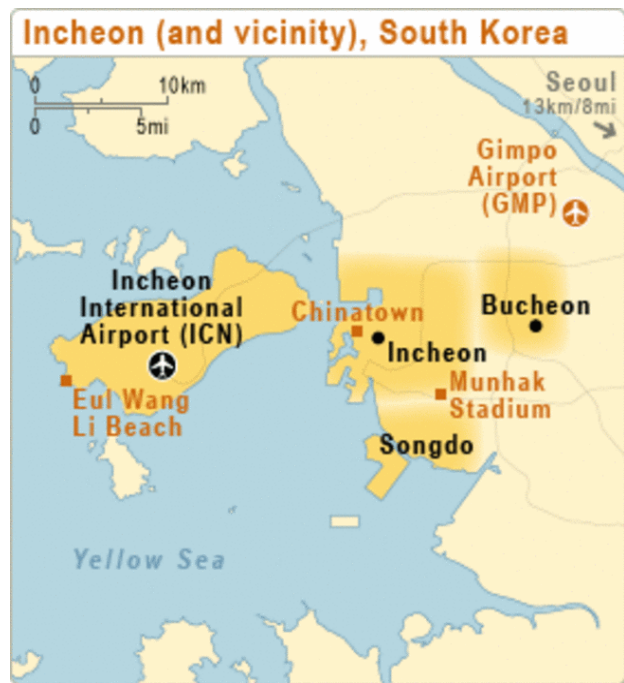 Incheon (and vicinity), South Korea
0 10km
0 5mi
Seoul
13km/8mi
Gimpo
Airport
(GMP)
Incheon
International
Airport (ICN)
Chinatown
Bucheon
Incheon
Eul Wang
Li Beach
Munhak
Stadium
Songdo
Yellow Sea